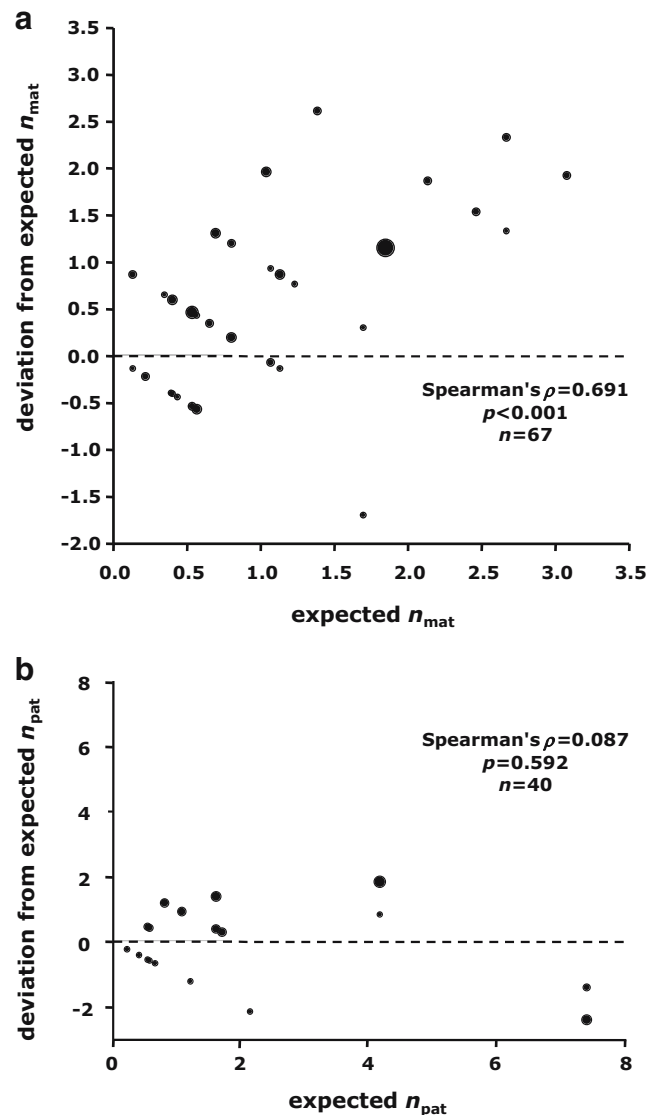 a
3.5
3.0
2.5
2.0
1.5
1.0
0.5
0.0
-0.5
-1.0
-1.5
-2.0
deviation from expected nmat
Spearman's ρ=0.691
p<0.001
n=67
0.0 0.5 1.0 1.5 2.0 2.5 3.0 3.5
expected nmat
b
8
6
4
2
0
-2
deviation from expected npat
Spearman's ρ=0.087
p=0.592
n=40
0 2 4 6 8
expected npat